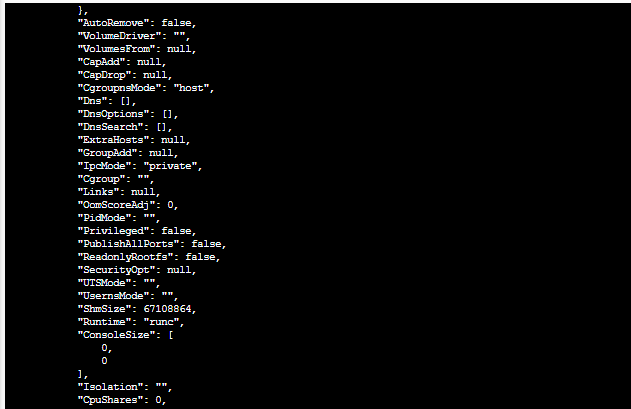 },
"AutoRemove": false,
"VolumeDriver": "",
"VolumesFrom": null,
"CapAdd": null,
"CapDrop": null,
"CgroupnsMode": "host",
"Dns": [],
"DnsOptions": [],
"DnsSearch": [],
"ExtraHosts": null,
"GroupAdd": null,
"IpcMode": "private",
"Cgroup": "",
"Links": null,
"OomScoreAdj": 0,
"PidMode": "",
"Privileged": false,
"PublishAllPorts": false,
"ReadonlyRootfs": false,
"SecurityOpt": null,
"UTSMode": "",
"UsernsMode": "",
"ShmSize": 67108864,
"Runtime": "runc",
"ConsoleSize": [
0,
0
],
"Isolation": "",
"CpuShares": 0,